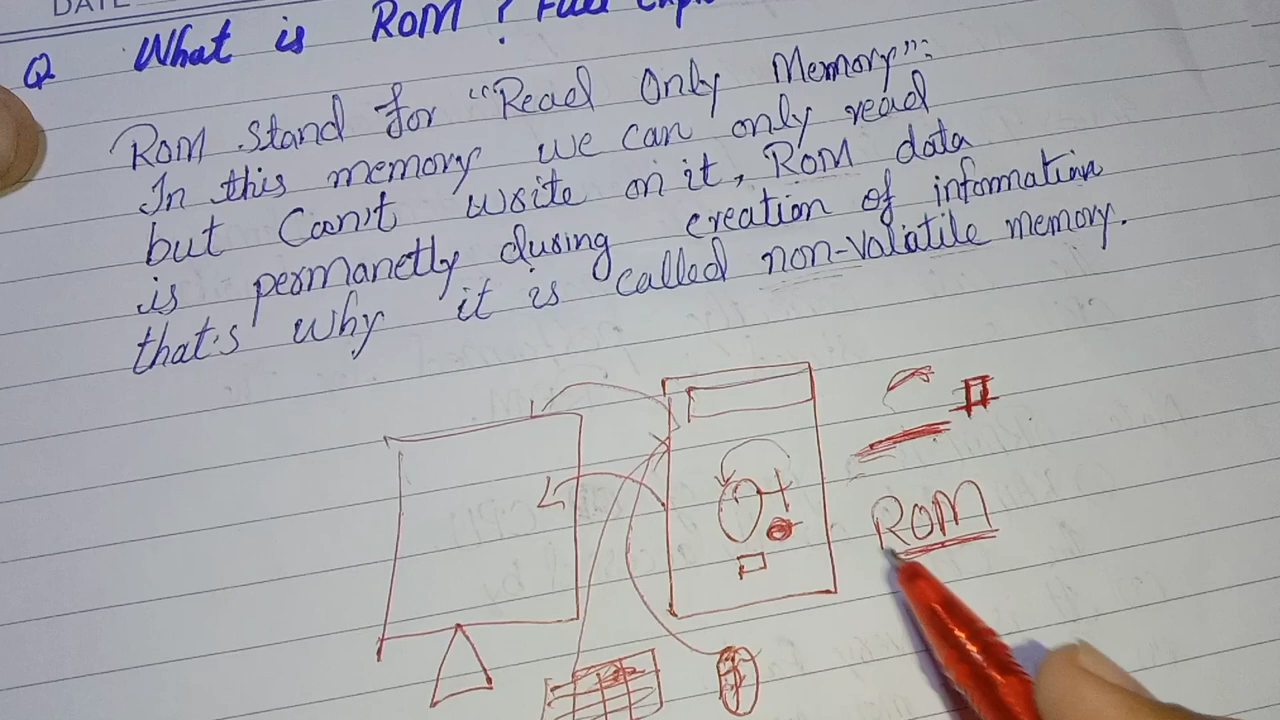 DATE
Q What is ROM ? Full
ROM Stand for "Read Only Memory":
In this memory we can only read
but Can't write on it, ROM data
is permanetly during creation of information
that's why it is called non-volatile memory.
ROM